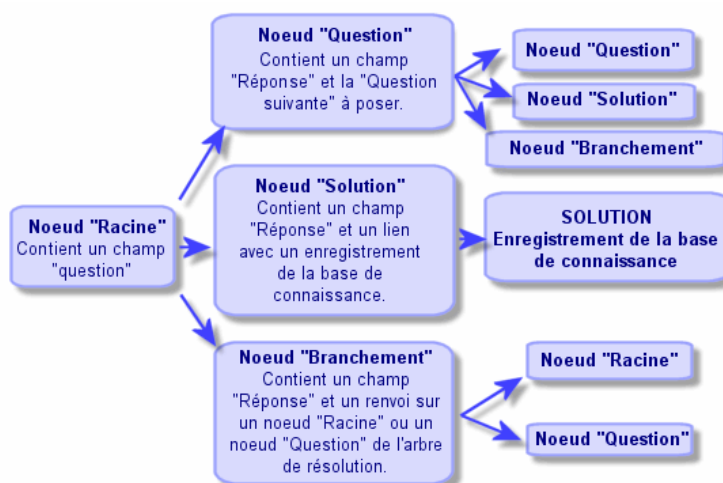 Noeud "Racine"
Contient un champ
"question"
Noeud "Question"
Contient un champ
"Réponse" et la "Question
suivante" à poser.
Noeud "Question"
Noeud "Solution"
Noeud "Branchement"
Noeud "Solution"
Contient un champ
"Réponse" et un lien
avec un enregistrement
de la base de
connaissance.
SOLUTION
Enregistrement de la base
de connaissance
Noeud "Branchement"
Contient un champ
"Réponse" et un renvoi sur
un noeud "Racine" ou un
noeud "Question" de l'arbre
de résolution.
Noeud "Racine"
Noeud "Question"